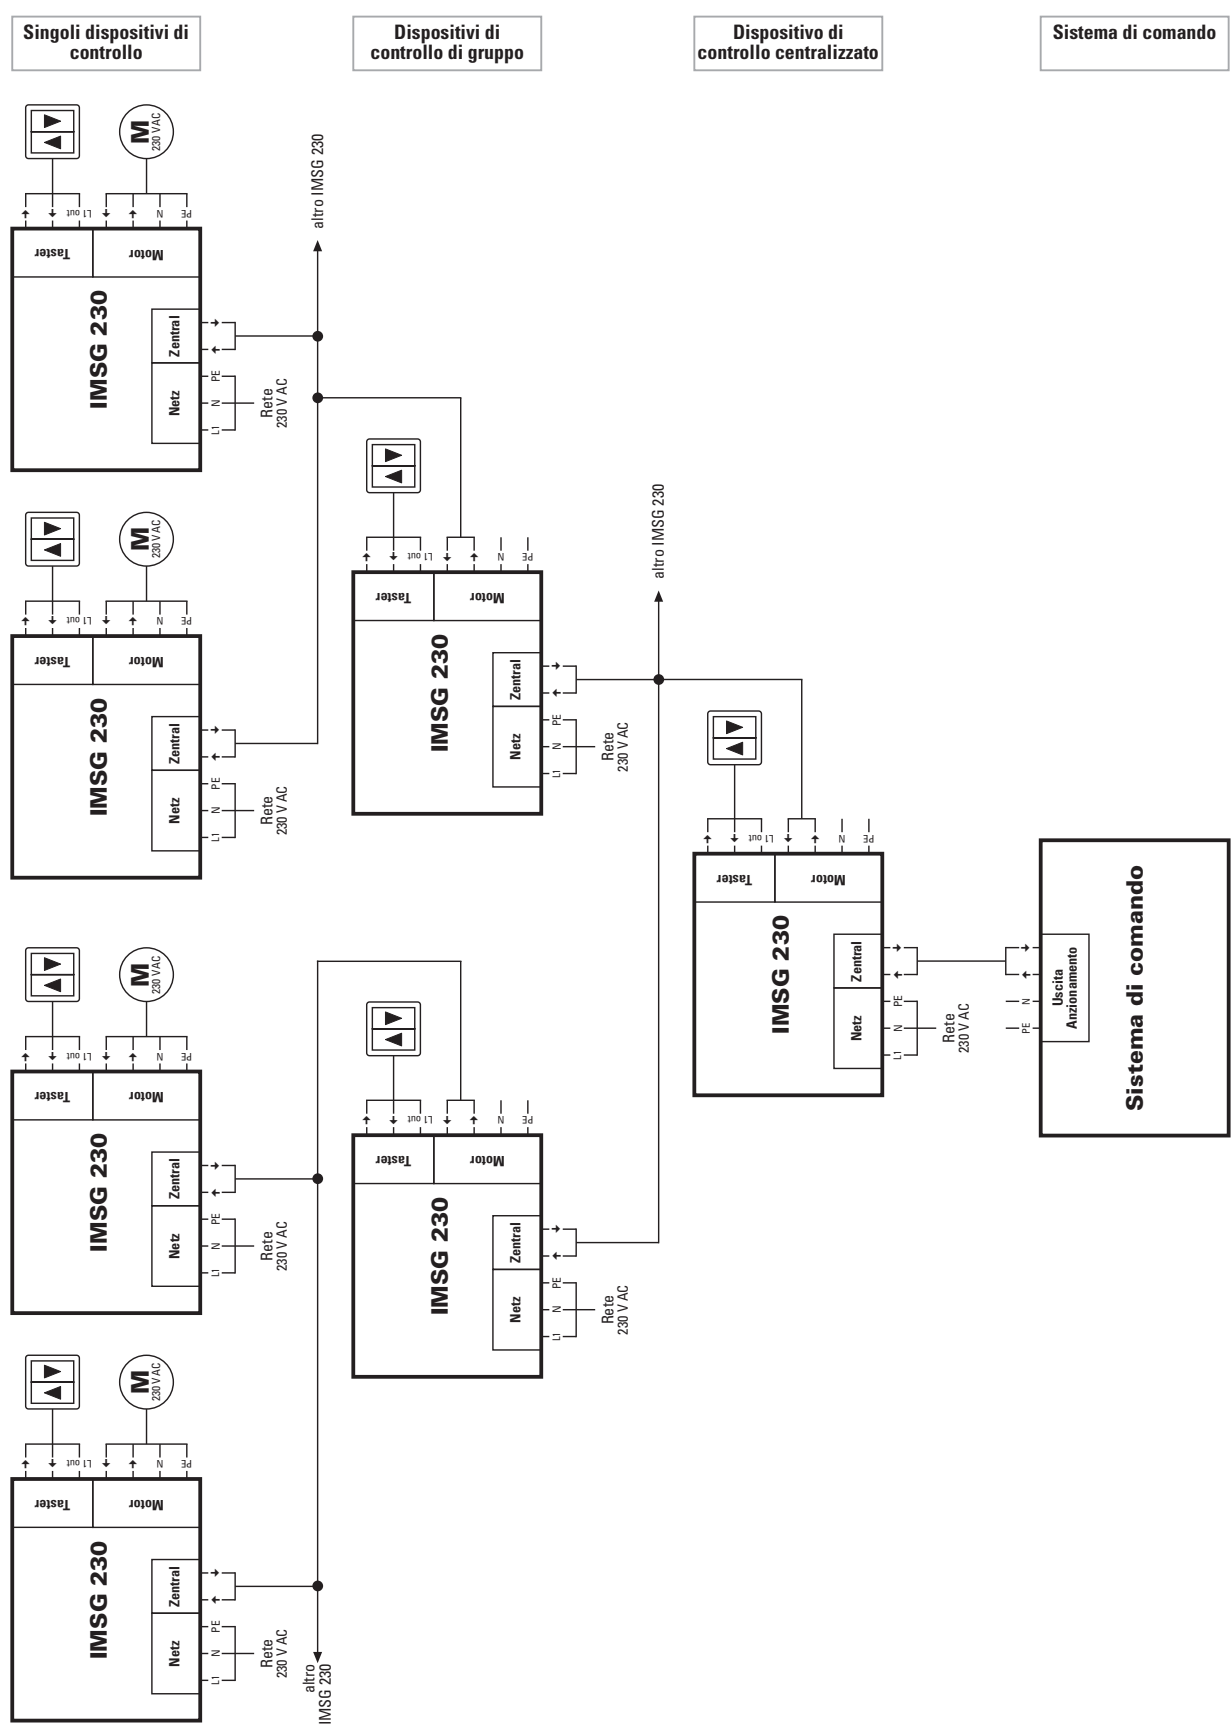 Singoli dispositivi di
controllo
Dispositivi di
controllo di gruppo
Dispositivo di
controllo centralizzato
Sistema di comando
M
230 V AC
L1 out
N
PE
Taster
Motor
IMSG 230
Zentral
Netz
PE
N
L1
Rete
230 V AC
altro IMSG 230
M
230 V AC
L1 out
N
PE
Taster
Motor
IMSG 230
Zentral
Netz
PE
N
L1
Rete
230 V AC
M
230 V AC
L1 out
N
PE
Taster
Motor
IMSG 230
Zentral
Netz
PE
N
L1
Rete
230 V AC
M
230 V AC
L1 out
N
PE
Taster
Motor
IMSG 230
Zentral
Netz
PE
N
L1
Rete
230 V AC
altro
IMSG 230
L1 out
N
PE
Taster
Motor
IMSG 230
Zentral
Netz
PE
N
L1
Rete
230 V AC
altro IMSG 230
L1 out
N
PE
Taster
Motor
IMSG 230
Zentral
Netz
PE
N
L1
Rete
230 V AC
L1 out
N
PE
Taster
Motor
IMSG 230
Zentral
Netz
PE
N
L1
Rete
230 V AC
N
PE
Uscita
Anzionamento
Sistema di comando